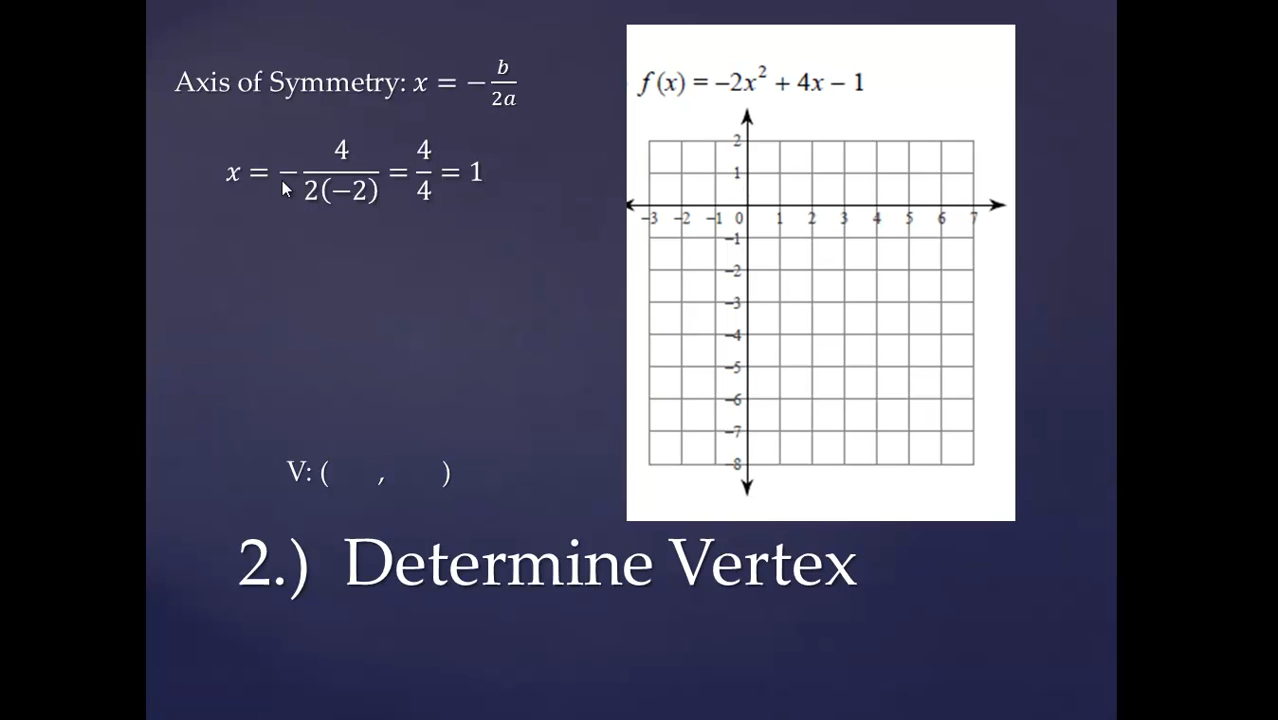 Axis of Symmetry: x = − b/2a
x = − 4/2(−2) = 4/4 = 1
V: ( , )
2.) Determine Vertex
f(x) = −2x² + 4x − 1
2
1
−3 −2 −1 0 1 2 3 4 5 6 7
−1
−2
−3
−4
−5
−6
−7
−8